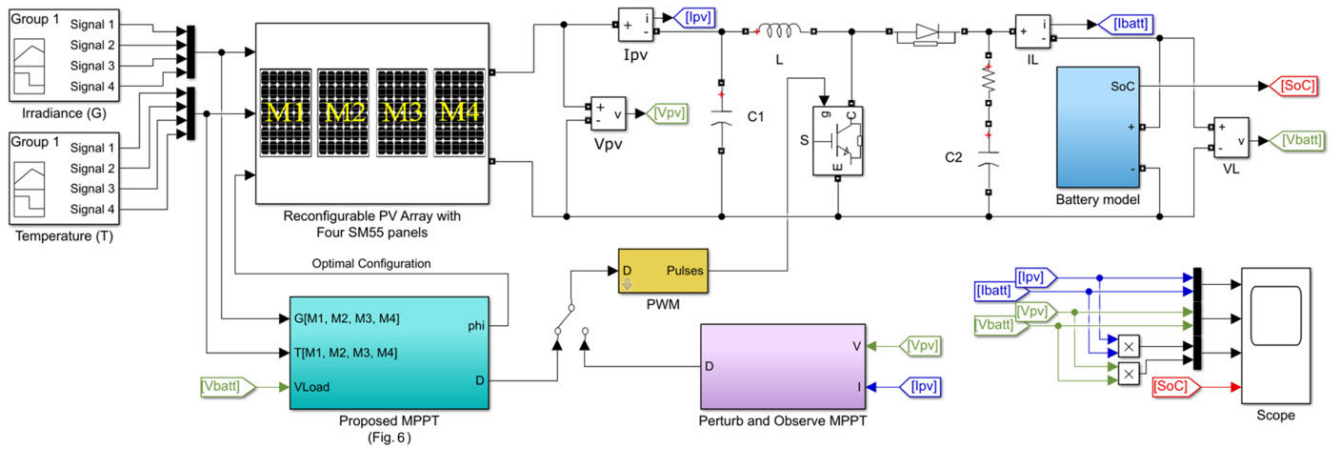 Group 1
Signal 1
Signal 2
Signal 3
Signal 4
Irradiance (G)
Group 1
Signal 1
Signal 2
Signal 3
Signal 4
Temperature (T)
M1 M2 M3 M4
Reconfigurable PV Array with
Four SM55 panels
Optimal Configuration
+
-
i
Ipv
[Ipv]
+
-
v
Vpv
[Vpv]
C1
L
S
g
C
E
C2
+
-
i
IL
[Ibatt]
SoC
+
-
Battery model
[SoC]
+
-
v
VL
[Vbatt]
G[M1, M2, M3, M4]
T[M1, M2, M3, M4]
VLoad
phi
D
[Vbatt]
Proposed MPPT
(Fig. 6)
D
Pulses
PWM
D
V
I
[Vpv]
[Ipv]
Perturb and Observe MPPT
[Ipv]
[Ibatt]
[Vpv]
[Vbatt]
×
×
[SoC]
Scope